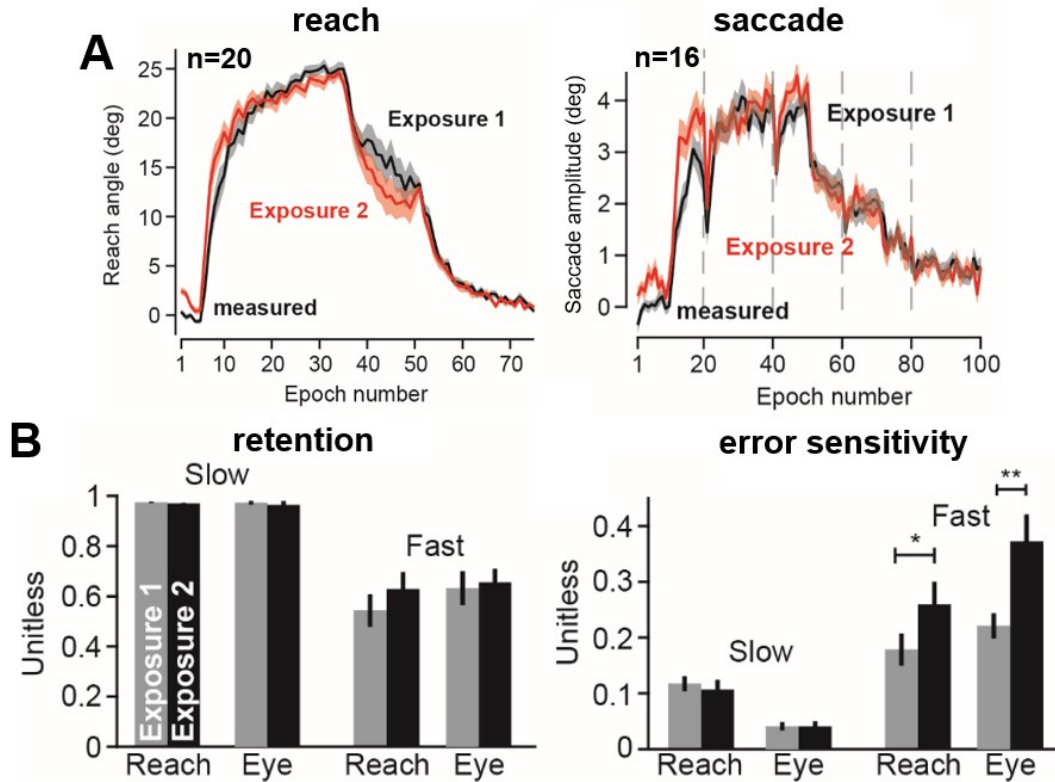 A
reach
n=20
Reach angle (deg)
25
20
15
10
5
0
Exposure 1
Exposure 2
measured
1 10 20 30 40 50 60 70
Epoch number
saccade
n=16
Saccade amplitude (deg)
4
3
2
1
0
Exposure 1
Exposure 2
measured
1 20 40 60 80 100
Epoch number
B
retention
Unitless
1
0.8
0.6
0.4
0.2
0
Slow
Fast
Exposure 1
Exposure 2
Reach Eye Reach Eye
error sensitivity
Unitless
0.4
0.3
0.2
0.1
0
Slow
Fast
*
**
Reach Eye Reach Eye